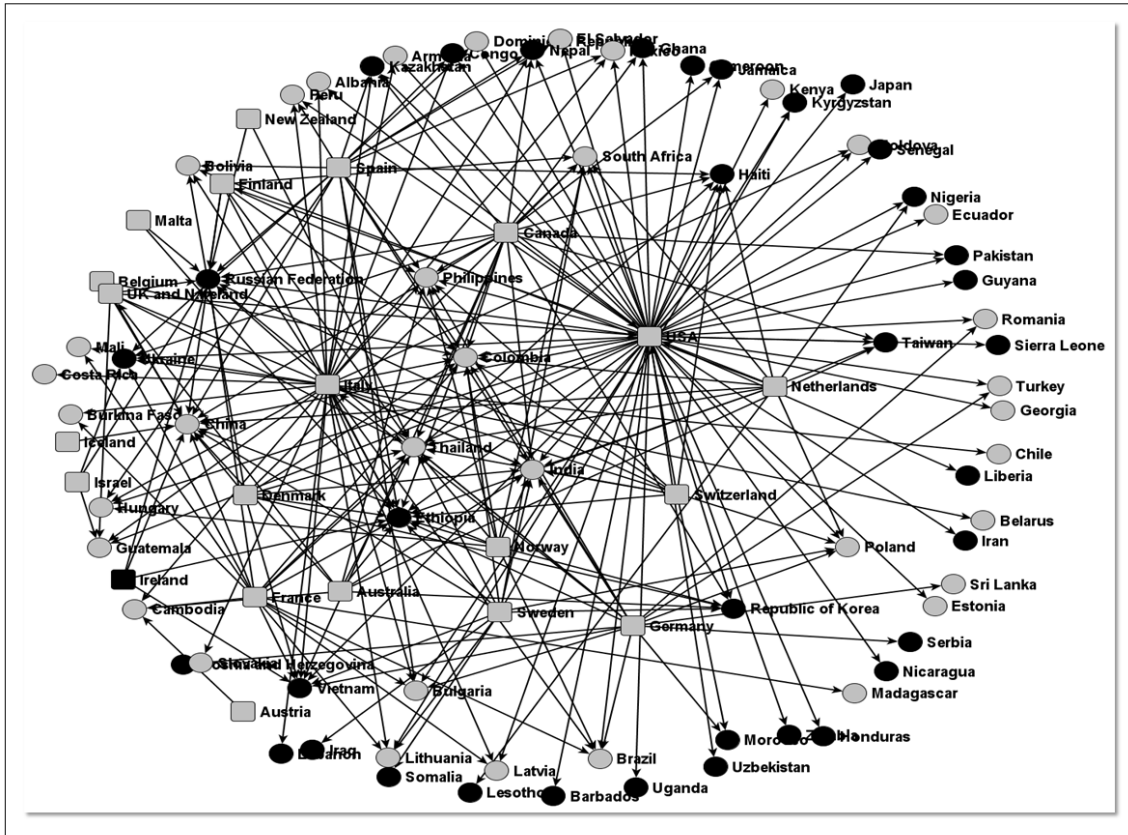 El Salvador
Armenia
Congo
Nepal
Ghana
Kazakhstan
Cameroon
Jamaica
Albania
Peru
Kenya
Japan
Kyrgyzstan
New Zealand
Moldova
Senegal
South Africa
Bolivia
Spain
Finland
Haiti
Nigeria
Ecuador
Malta
Canada
Pakistan
Belgium
Russian Federation
Philippines
Guyana
UK and N Ireland
Romania
USA
Taiwan
Sierra Leone
Mali
Ukraine
Colombia
Costa Rica
Italy
Netherlands
Turkey
Georgia
Burkina Faso
China
Iceland
Thailand
India
Chile
Liberia
Israel
Denmark
Switzerland
Hungary
Ethiopia
Belarus
Iran
Guatemala
Norway
Poland
Ireland
France
Australia
Sri Lanka
Cambodia
Sweden
Republic of Korea
Estonia
Germany
Serbia
Slovakia
Bosnia and Herzegovina
Nicaragua
Vietnam
Bulgaria
Madagascar
Austria
Zambia
Honduras
Morocco
Lebanon
Iraq
Lithuania
Brazil
Uzbekistan
Latvia
Somalia
Lesotho
Barbados
Uganda